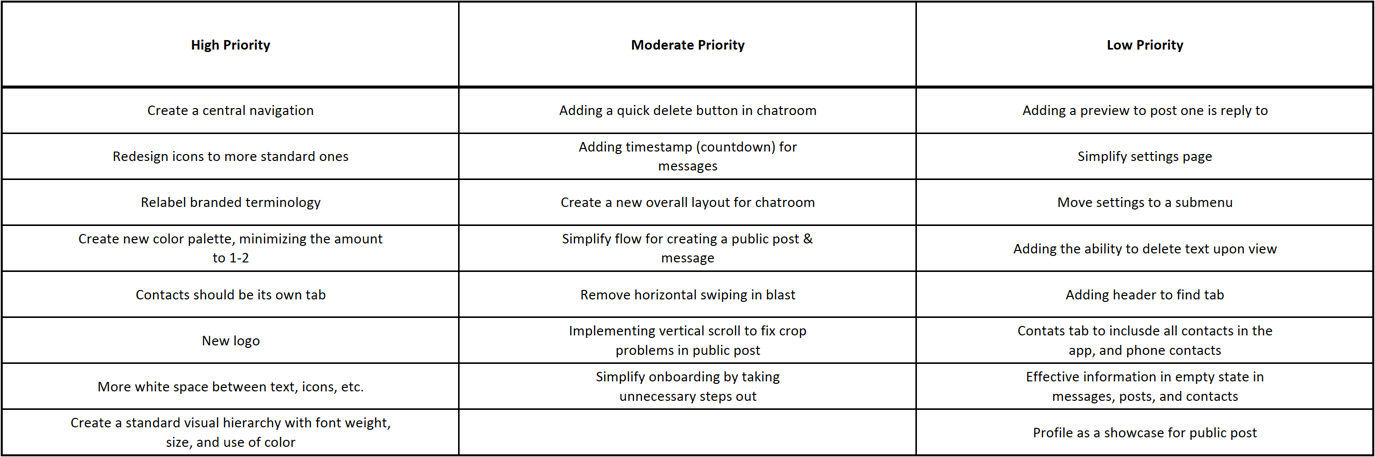 High Priority
Moderate Priority
Low Priority
Create a central navigation
Adding a quick delete button in chatroom
Adding a preview to post one is reply to
Redesign icons to more standard ones
Adding timestamp (countdown) for
messages
Simplify settings page
Relabel branded terminology
Create a new overall layout for chatroom
Move settings to a submenu
Create new color palette, minimizing the amount
to 1-2
Simplify flow for creating a public post &
message
Adding the ability to delete text upon view
Contacts should be its own tab
Remove horizontal swiping in blast
Adding header to find tab
New logo
Implementing vertical scroll to fix crop
problems in public post
Contats tab to inclusde all contacts in the
app, and phone contacts
More white space between text, icons, etc.
Simplify onboarding by taking
unnecessary steps out
Effective information in empty state in
messages, posts, and contacts
Create a standard visual hierarchy with font weight,
size, and use of color
Profile as a showcase for public post